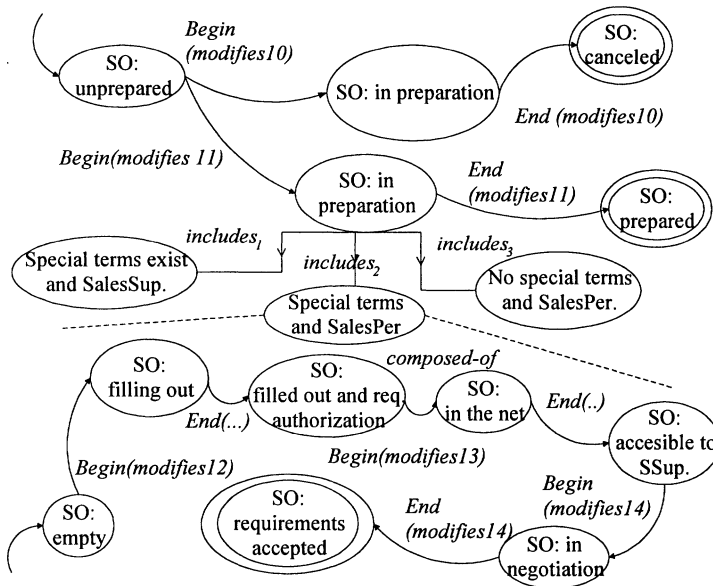 Begin
(modifies10)
SO:
unprepared
SO: in preparation
SO:
canceled
End (modifies10)
Begin(modifies 11)
SO: in
preparation
End
(modifies11)
SO:
prepared
includes1
includes2
includes3
Special terms exist
and SalesSup.
Special terms
and SalesPer
No special terms
and SalesPer.
composed-of
SO:
filling out
End(...)
SO:
filled out and req
authorization
SO:
in the net
End(..)
SO:
accesible to
SSup.
Begin(modifies12)
Begin(modifies13)
Begin
(modifies14)
SO:
empty
SO:
requirements
accepted
End
(modifies14)
SO: in
negotiation